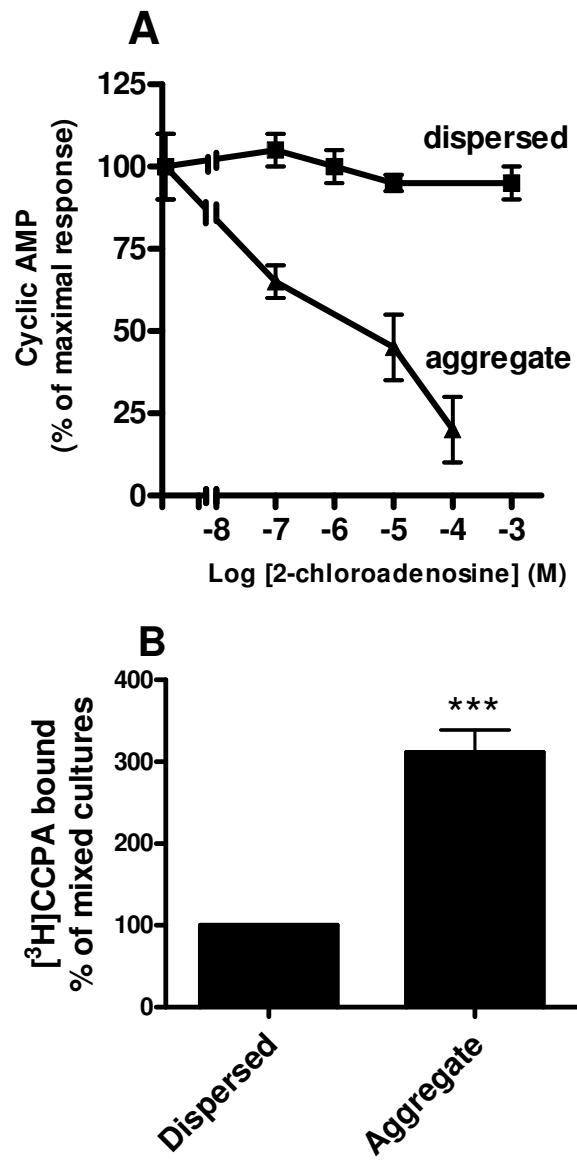 A
Cyclic AMP
(% of maximal response)
125
100
75
50
25
0
dispersed
aggregate
-8 -7 -6 -5 -4 -3
Log [2-chloroadenosine] (M)
B
[³H]CCPA bound
% of mixed cultures
400
300
200
100
0
***
Dispersed
Aggregate